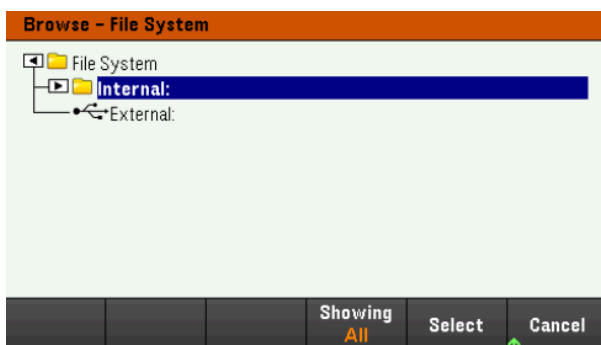 Browse - File System
File System
Internal:
External:
Showing
All
Select
Cancel